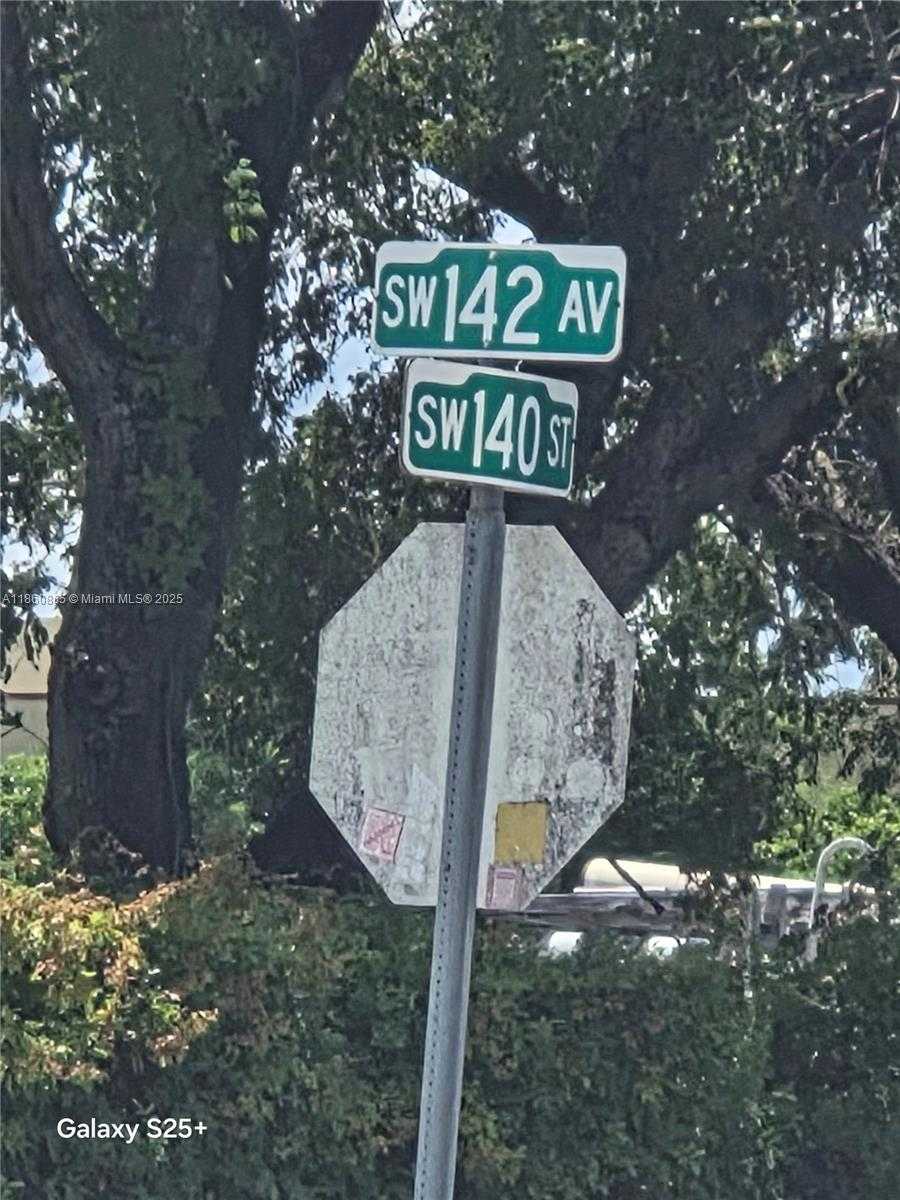 SW 142 AV
SW 140 ST
© Miami MLS® 2025
Galaxy S25+